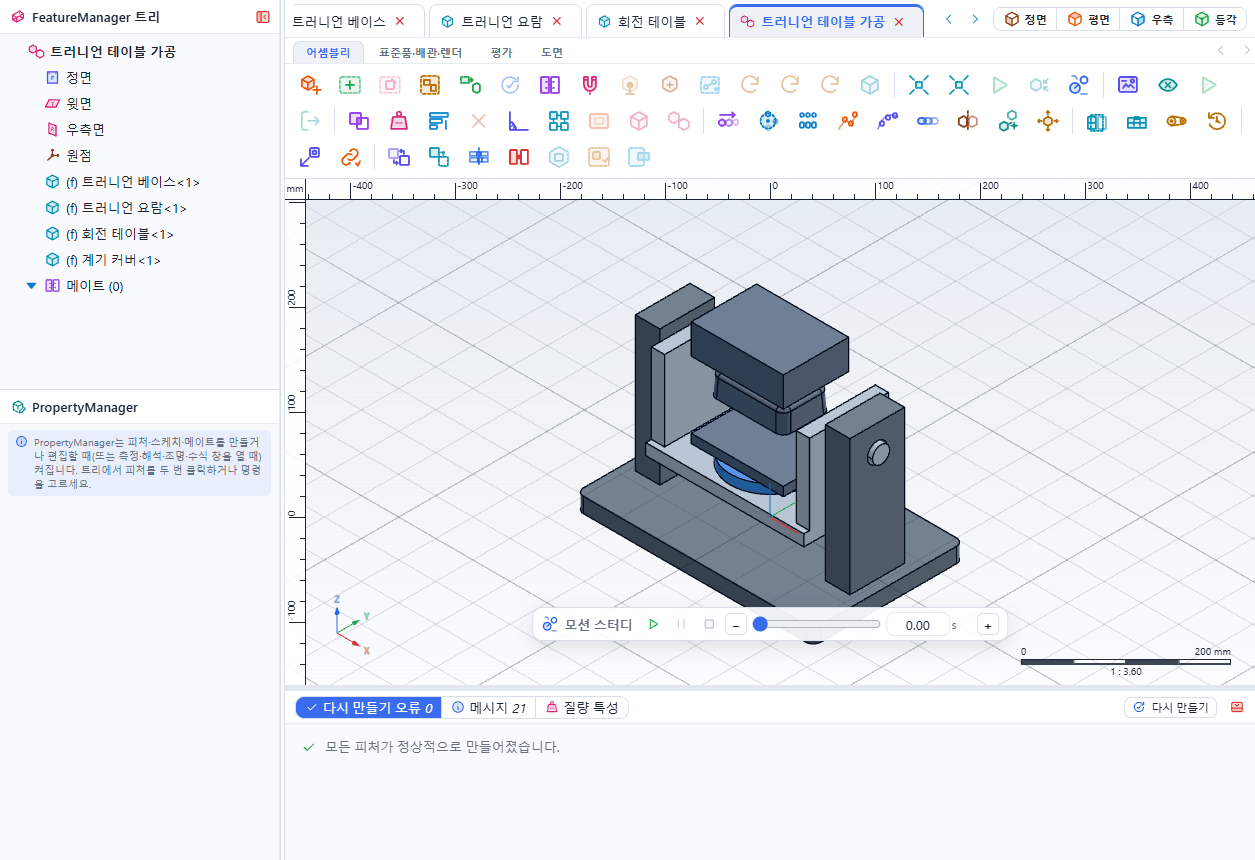 FeatureManager 트리
트러니언 테이블 가공
정면
윗면
우측면
원점
(f) 트러니언 베이스<1>
(f) 트러니언 요람<1>
(f) 회전 테이블<1>
(f) 계기 커버<1>
메이트 (0)
PropertyManager
PropertyManager는 피처·스케치·메이트를 만들거
나 편집할 때(또는 측정·해석·조명·수식 창을 열 때)
켜집니다. 트리에서 피처를 두 번 클릭하거나 명령
을 고르세요.
트러니언 베이스
트러니언 요람
회전 테이블
트러니언 테이블 가공
정면
평면
우측
등각
어셈블리
표준품·배관·렌더
평가
도면
mm
-400
-300
-200
-100
0
100
200
300
400
200
100
0
-100
Z
Y
X
모션 스터디
–
0.00
s
+
0
200 mm
1 : 3.60
다시 만들기 오류 0
메시지 21
질량 특성
다시 만들기
모든 피처가 정상적으로 만들어졌습니다.